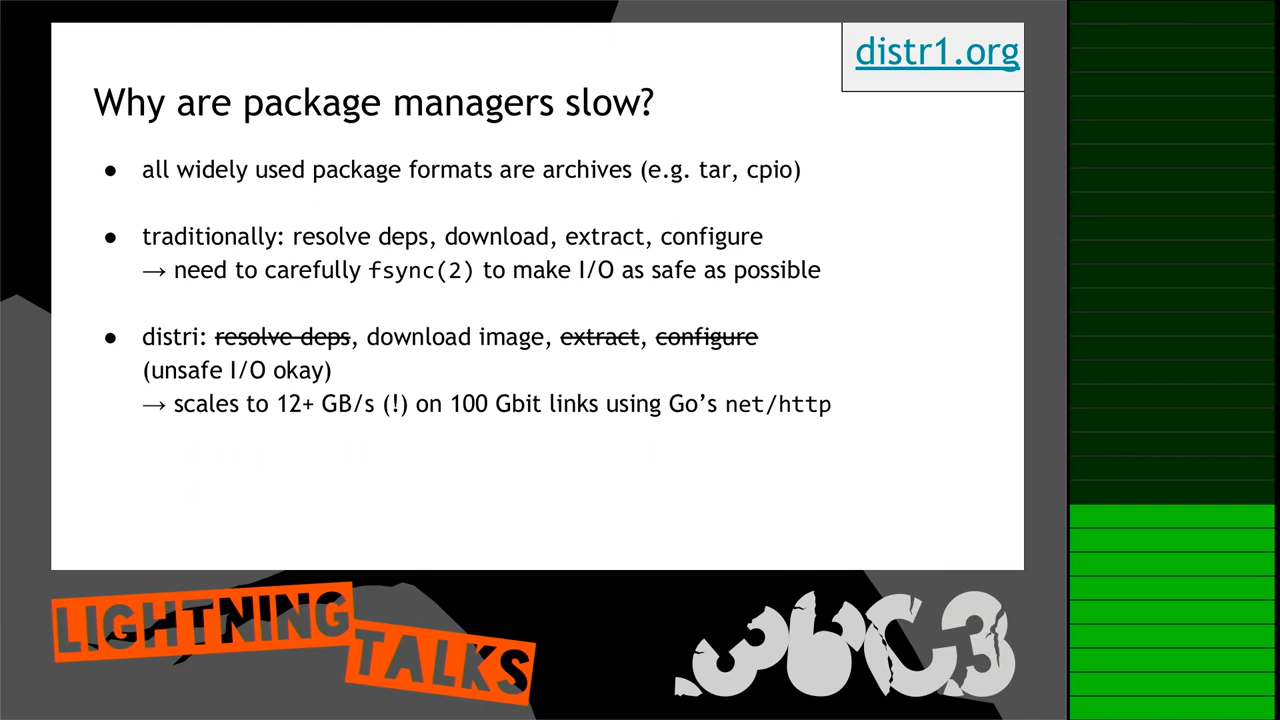 distr1.org
Why are package managers slow?
● all widely used package formats are archives (e.g. tar, cpio)
● traditionally: resolve deps, download, extract, configure
→ need to carefully fsync(2) to make I/O as safe as possible
● distri: resolve deps, download image, extract, configure
(unsafe I/O okay)
→ scales to 12+ GB/s (!) on 100 Gbit links using Go’s net/http
LIGHTNING
TALKS
36C3